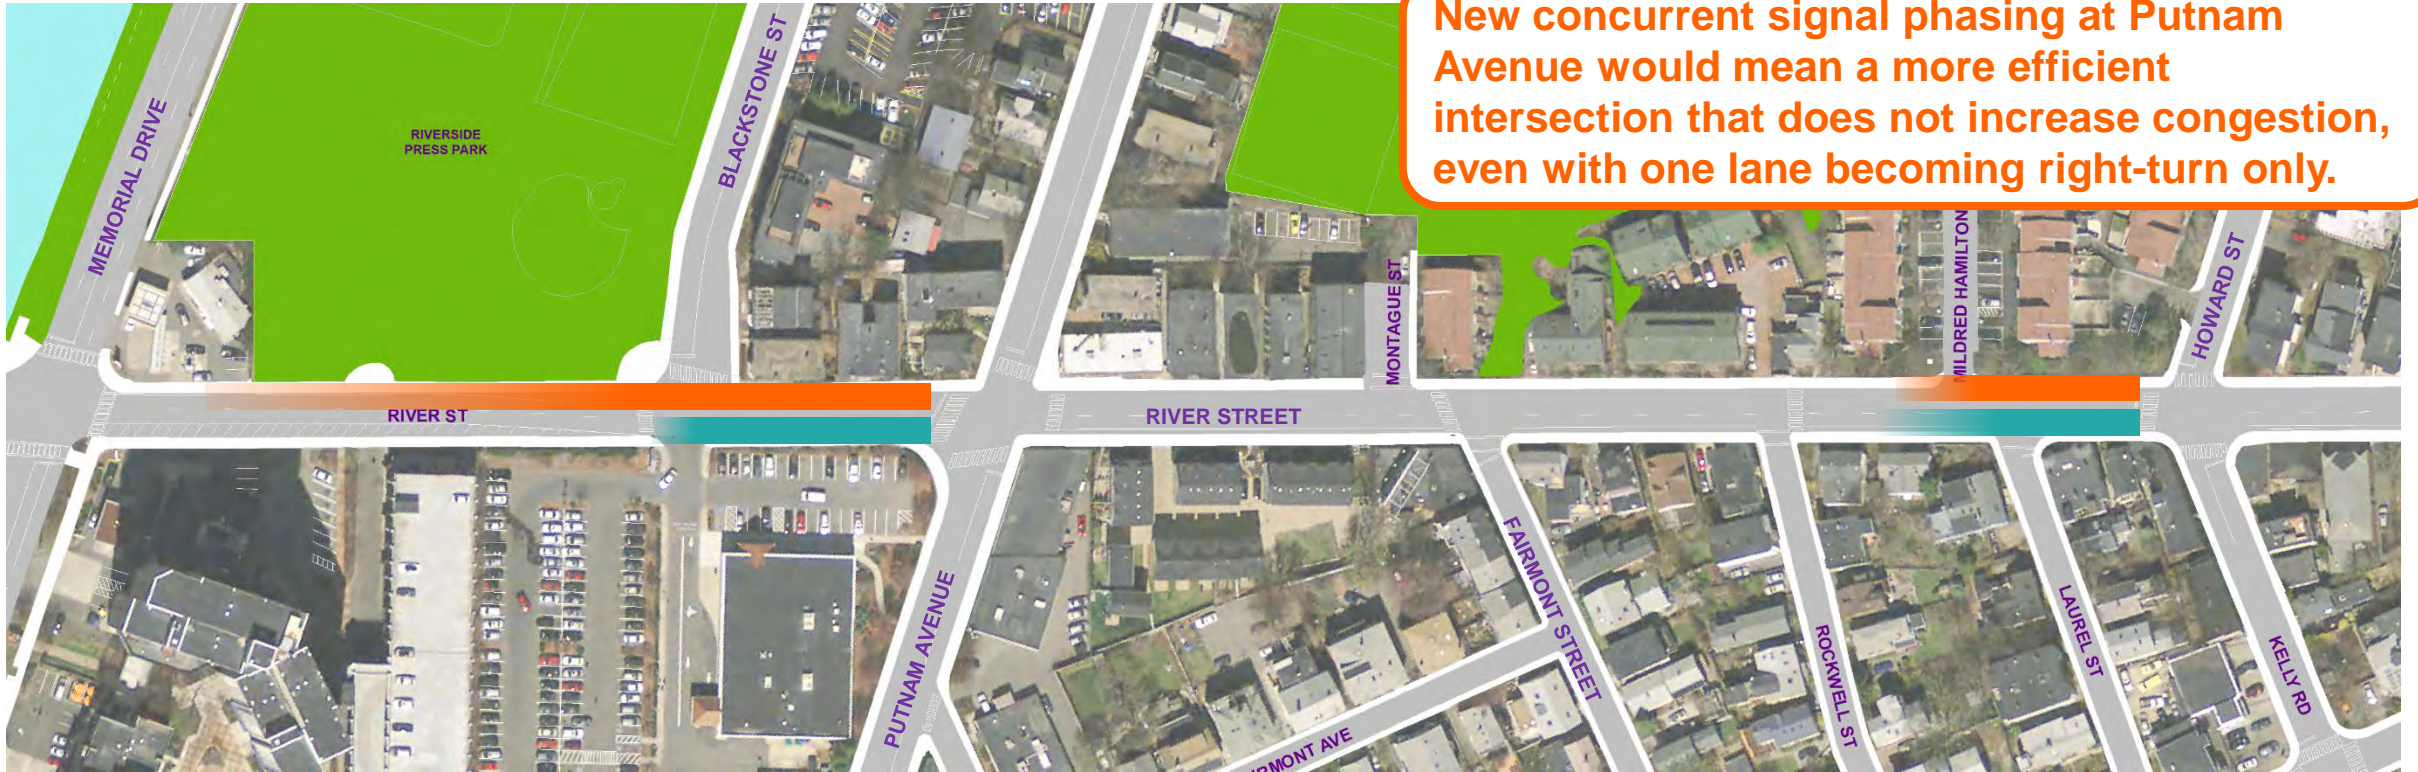 New concurrent signal phasing at Putnam
Avenue would mean a more efficient
intersection that does not increase congestion,
even with one lane becoming right-turn only.
MEMORIAL DRIVE
RIVERSIDE
PRESS PARK
BLACKSTONE ST
MONTAGUE ST
MILDRED HAMILTON
HOWARD ST
RIVER ST
RIVER STREET
PUTNAM AVENUE
FAIRMONT STREET
RMONT AVE
ROCKWELL ST
LAUREL ST
KELLY RD